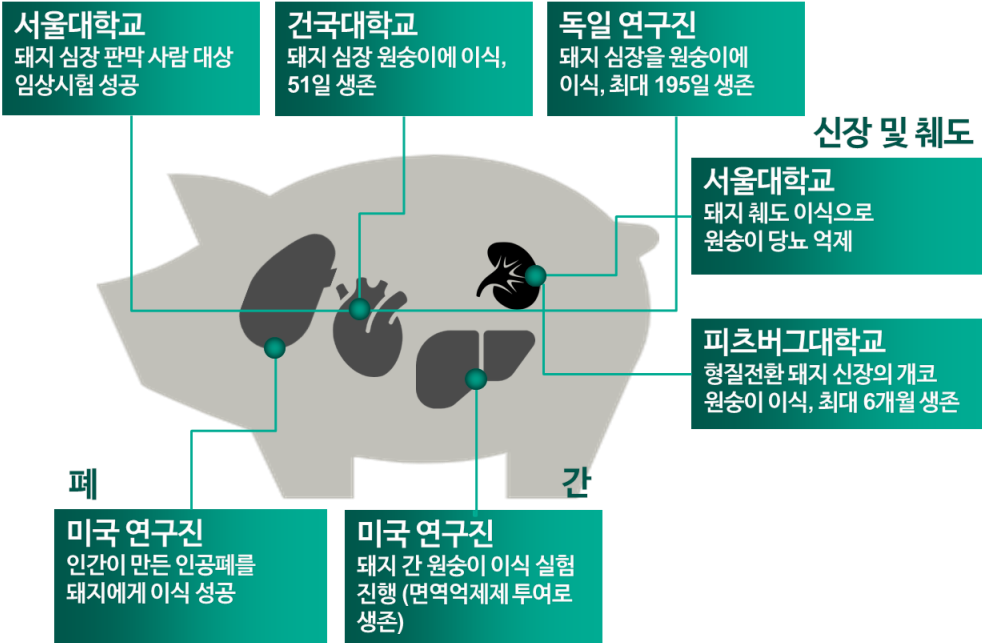 서울대학교
돼지 심장 판막 사람 대상
임상시험 성공
건국대학교
돼지 심장 원숭이에 이식,
51일 생존
독일 연구진
돼지 심장을 원숭이에
이식, 최대 195일 생존
신장 및 췌도
서울대학교
돼지 췌도 이식으로
원숭이 당뇨 억제
피츠버그대학교
형질전환 돼지 신장의 개코
원숭이 이식, 최대 6개월 생존
폐
미국 연구진
인간이 만든 인공폐를
돼지에게 이식 성공
간
미국 연구진
돼지 간 원숭이 이식 실험
진행 (면역억제제 투여로
생존)